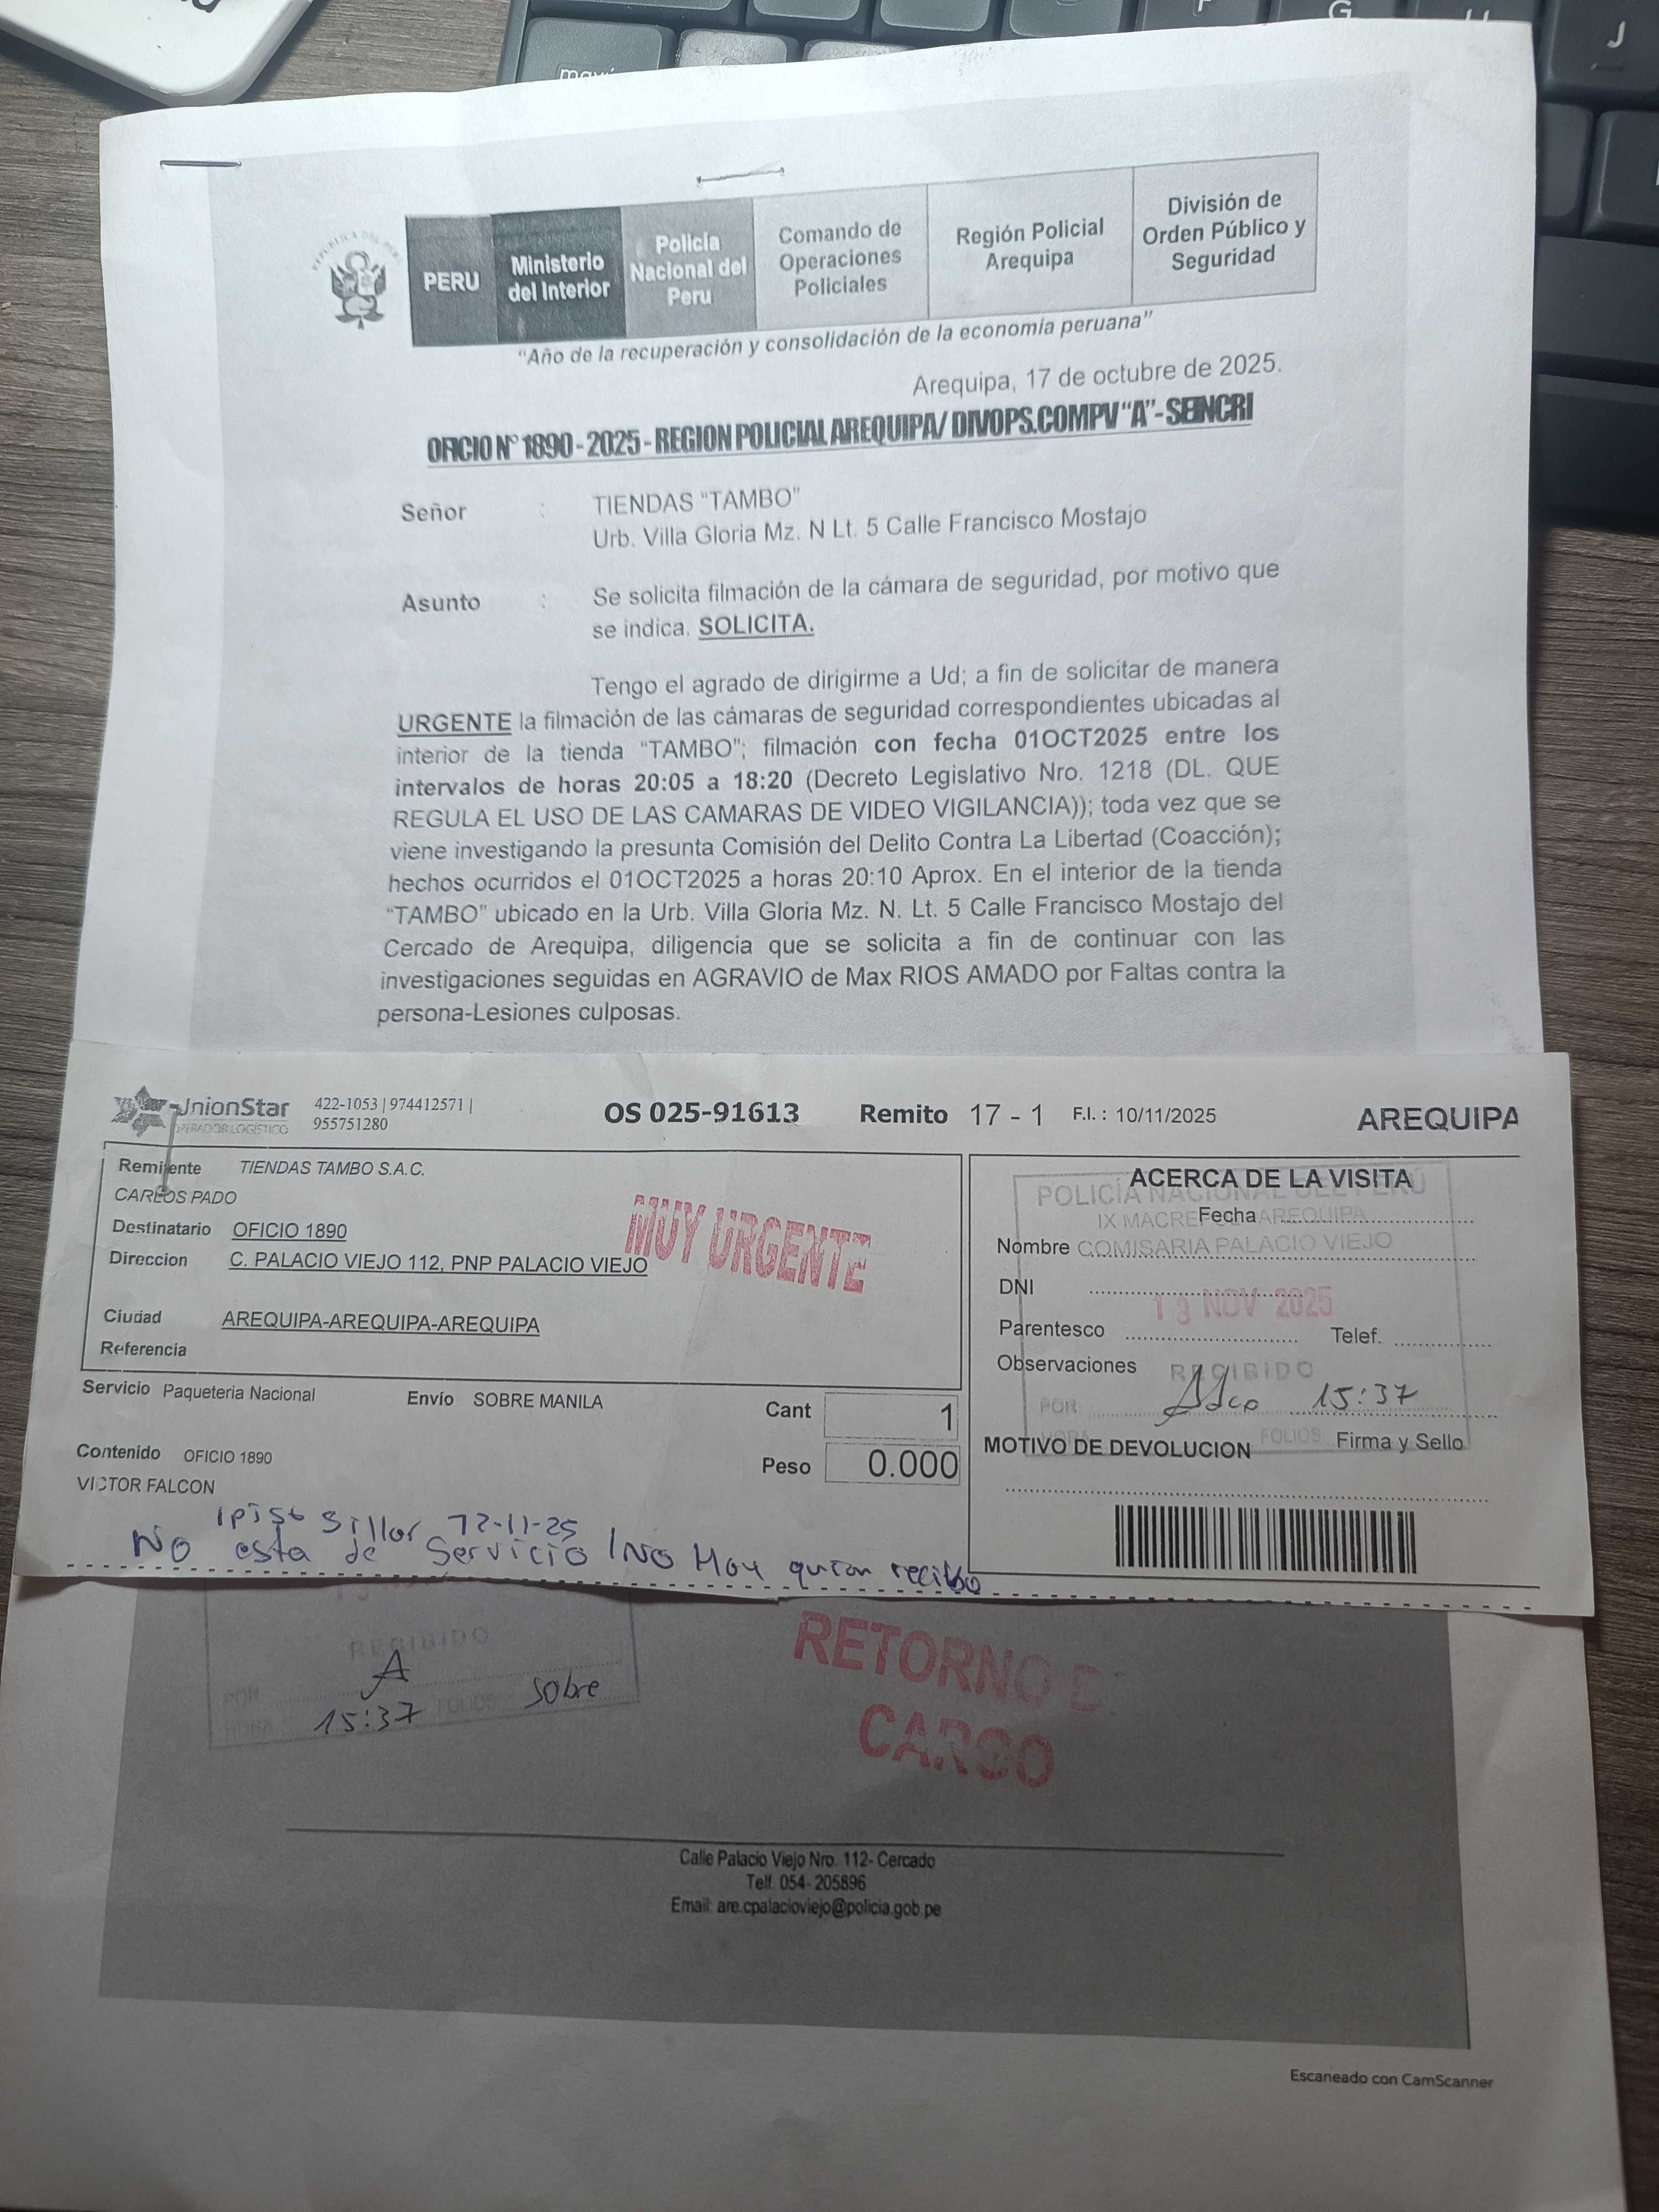 REPUBLICA DEL PERU
PERU
Ministerio
del Interior
Policía
Nacional del
Peru
Comando de
Operaciones
Policiales
Región Policial
Arequipa
División de
Orden Público y
Seguridad
"Año de la recuperación y consolidación de la economía peruana"
Arequipa, 17 de octubre de 2025.
OFICIO N° 1890 - 2025 - REGION POLICIAL AREQUIPA/ DIVOPS.COMPV "A" - SEINCRI
Señor : TIENDAS "TAMBO"
Urb. Villa Gloria Mz. N Lt. 5 Calle Francisco Mostajo
Asunto : Se solicita filmación de la cámara de seguridad, por motivo que
se indica. SOLICITA.
Tengo el agrado de dirigirme a Ud; a fin de solicitar de manera
URGENTE la filmación de las cámaras de seguridad correspondientes ubicadas al
interior de la tienda "TAMBO"; filmación con fecha 01OCT2025 entre los
intervalos de horas 20:05 a 18:20 (Decreto Legislativo Nro. 1218 (DL. QUE
REGULA EL USO DE LAS CAMARAS DE VIDEO VIGILANCIA)); toda vez que se
viene investigando la presunta Comisión del Delito Contra La Libertad (Coacción);
hechos ocurridos el 01OCT2025 a horas 20:10 Aprox. En el interior de la tienda
"TAMBO" ubicado en la Urb. Villa Gloria Mz. N. Lt. 5 Calle Francisco Mostajo del
Cercado de Arequipa, diligencia que se solicita a fin de continuar con las
investigaciones seguidas en AGRAVIO de Max RIOS AMADO por Faltas contra la
persona-Lesiones culposas.
UnionStar
OPERADOR LOGÍSTICO
422-1053 | 974412571 |
955751280
OS 025-91613
Remito 17 - 1
F.I. : 10/11/2025
AREQUIPA
Remitente TIENDAS TAMBO S.A.C.
CARLOS PADO
Destinatario OFICIO 1890
Direccion C. PALACIO VIEJO 112, PNP PALACIO VIEJO
Ciudad AREQUIPA-AREQUIPA-AREQUIPA
Referencia
MUY URGENTE
Servicio Paqueteria Nacional
Envío SOBRE MANILA
Cant 1
Peso 0.000
Contenido OFICIO 1890
VICTOR FALCON
72-11-25
No esta de Servicio / No Hay quien recibo
ACERCA DE LA VISITA
Fecha
Nombre
DNI
Parentesco
Telef.
Observaciones
15:37
MOTIVO DE DEVOLUCION
Firma y Sello
POLICÍA NACIONAL DEL PERÚ
IX MACREPOL AREQUIPA
COMISARIA PALACIO VIEJO
13 NOV. 2025
RECIBIDO
POR:
HORA
FOLIOS
RECIBIDO
A
POR
HORA
15:37
FOLIOS
Sobre
RETORNO DE
CARGO
Calle Palacio Viejo Nro. 112- Cercado
Telf. 054- 205896
Email: are.cpalacioviejo@policia.gob.pe
Escaneado con CamScanner